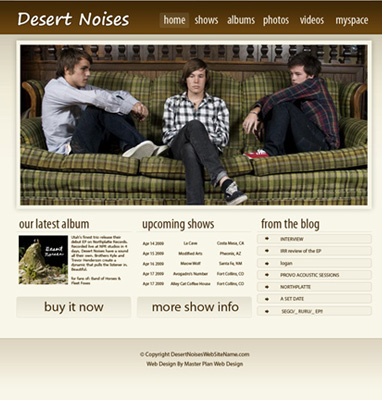 Desert Noises
home shows albums photos videos myspace
our latest album
Utah's finest trio release their
debut EP on Northplatte Records.
Recorded live at NPR studios in 4
days. Desert Noises have a sound
all their own. Brothers Kyle and
Trevor Henderson create a
dynamic that pulls the listener in.
Beautiful.
for fans of: Band of Horses &
Fleet Foxes
Desert Noises
buy it now
upcoming shows
Apr 14 2009 La Cave Costa Mesa, CA
Apr 15 2009 Modified Arts Phoenix, AZ
Apr 16 2009 Meow Wolf Santa Fe, NM
Apr 17 2009 Avogadro's Number Fort Collins, CO
Apr 17 2009 Alley Cat Coffee House Fort Collins, CO
more show info
from the blog
INTERVIEW
IRR review of the EP
logan
PROVO ACOUSTIC SESSIONS
NORTHPLATTE
A SET DATE
SEGO/_ RURU/_ EP!!
© Copyright DesertNoisesWebSiteName.com
Web Design By Master Plan Web Design